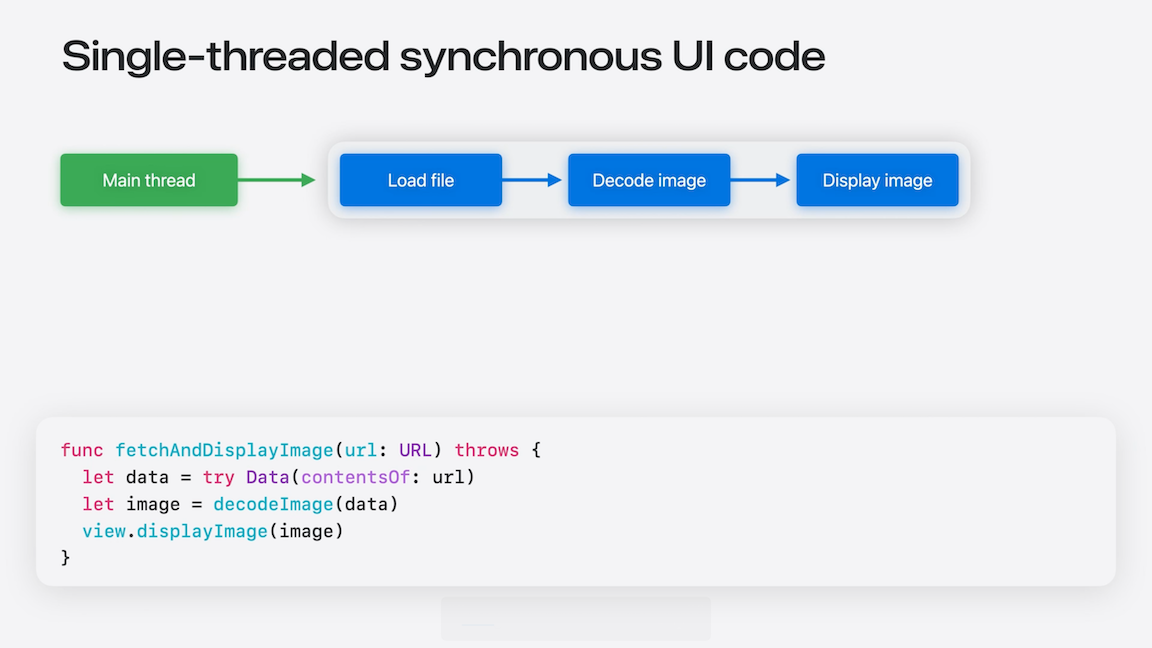 Single-threaded synchronous UI code
Main thread
Load file
Decode image
Display image
func fetchAndDisplayImage(url: URL) throws {
  let data = try Data(contentsOf: url)
  let image = decodeImage(data)
  view.displayImage(image)
}